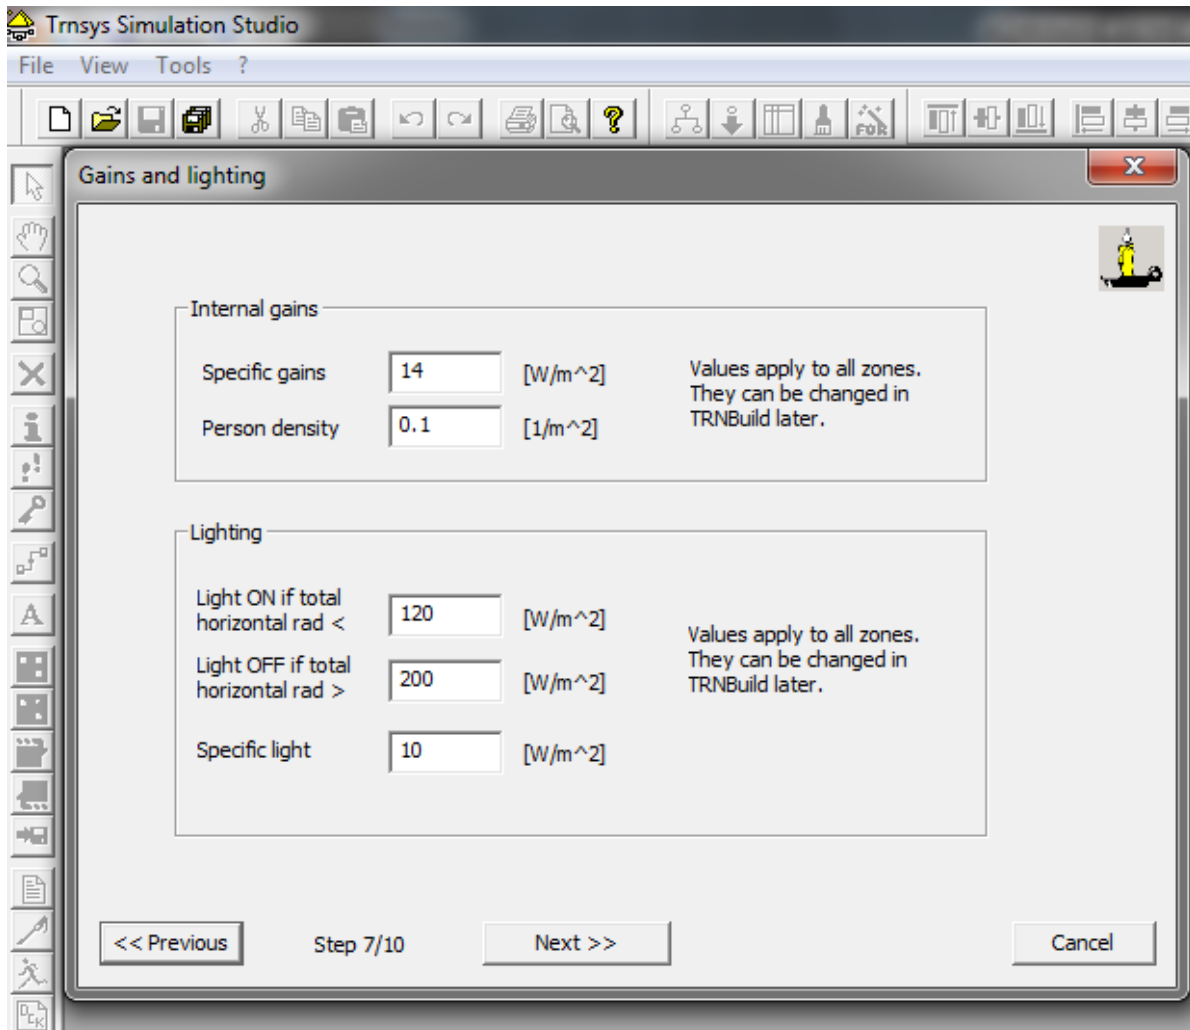 Trnsys Simulation Studio
File View Tools ?
FOR
Gains and lighting
Internal gains
Specific gains 14 [W/m^2]
Person density 0.1 [1/m^2]
Values apply to all zones.
They can be changed in
TRNBuild later.
Lighting
Light ON if total
horizontal rad < 120 [W/m^2]
Light OFF if total
horizontal rad > 200 [W/m^2]
Specific light 10 [W/m^2]
Values apply to all zones.
They can be changed in
TRNBuild later.
A
<< Previous Step 7/10 Next >> Cancel
DCK